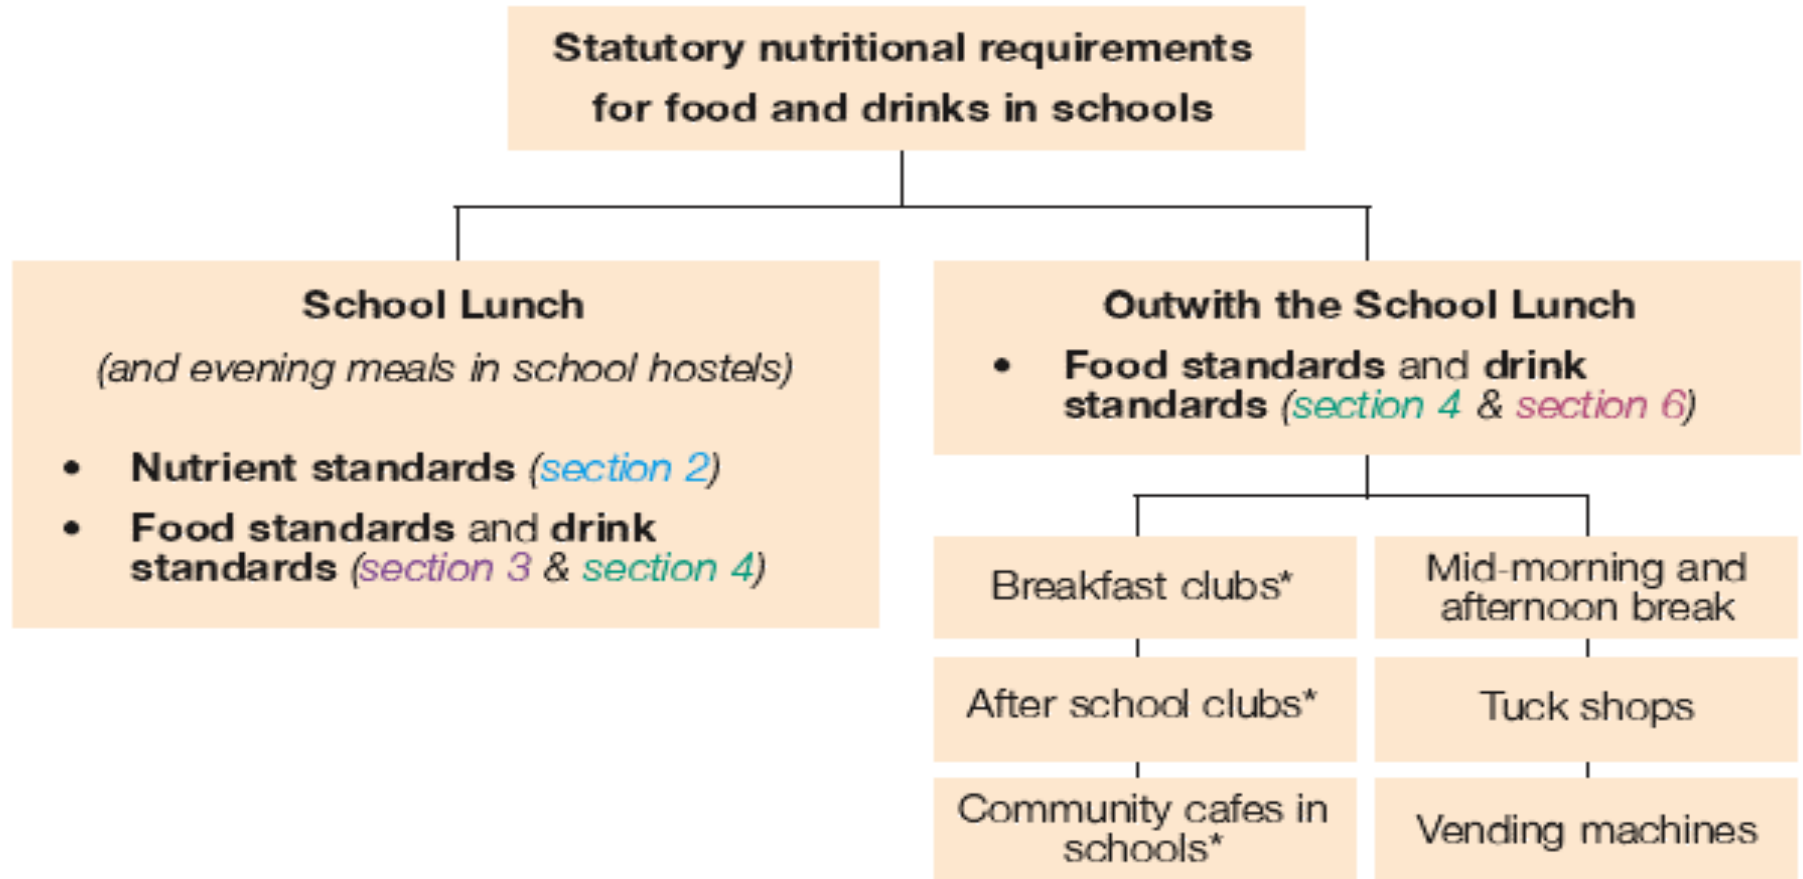 Statutory nutritional requirements
for food and drinks in schools
School Lunch
(and evening meals in school hostels)
• Nutrient standards (section 2)
• Food standards and drink
standards (section 3 & section 4)
Outwith the School Lunch
• Food standards and drink
standards (section 4 & section 6)
Breakfast clubs*
After school clubs*
Community cafes in
schools*
Mid-morning and
afternoon break
Tuck shops
Vending machines